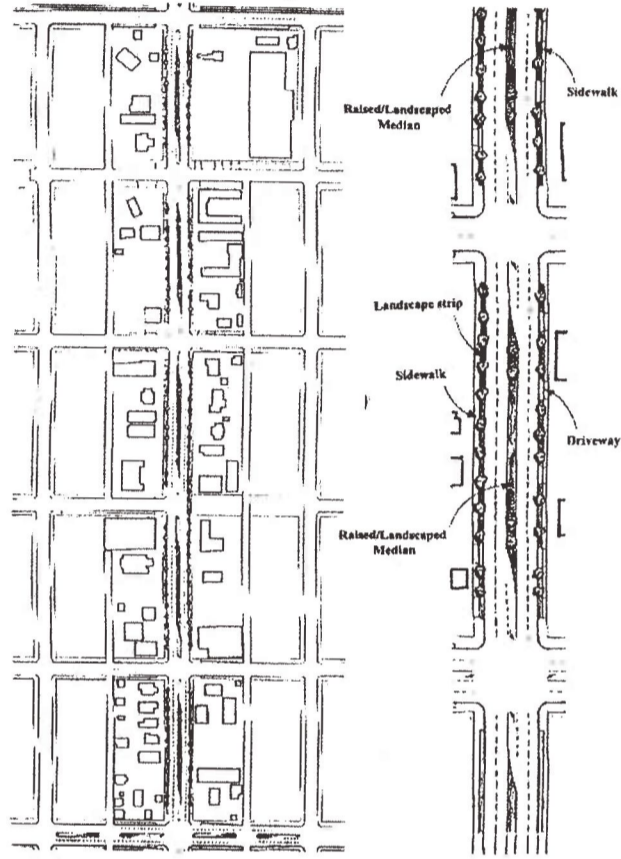 Raised/Landscaped
Median
Sidewalk
Landscape strip
Sidewalk
Driveway
Raised/Landscaped
Median